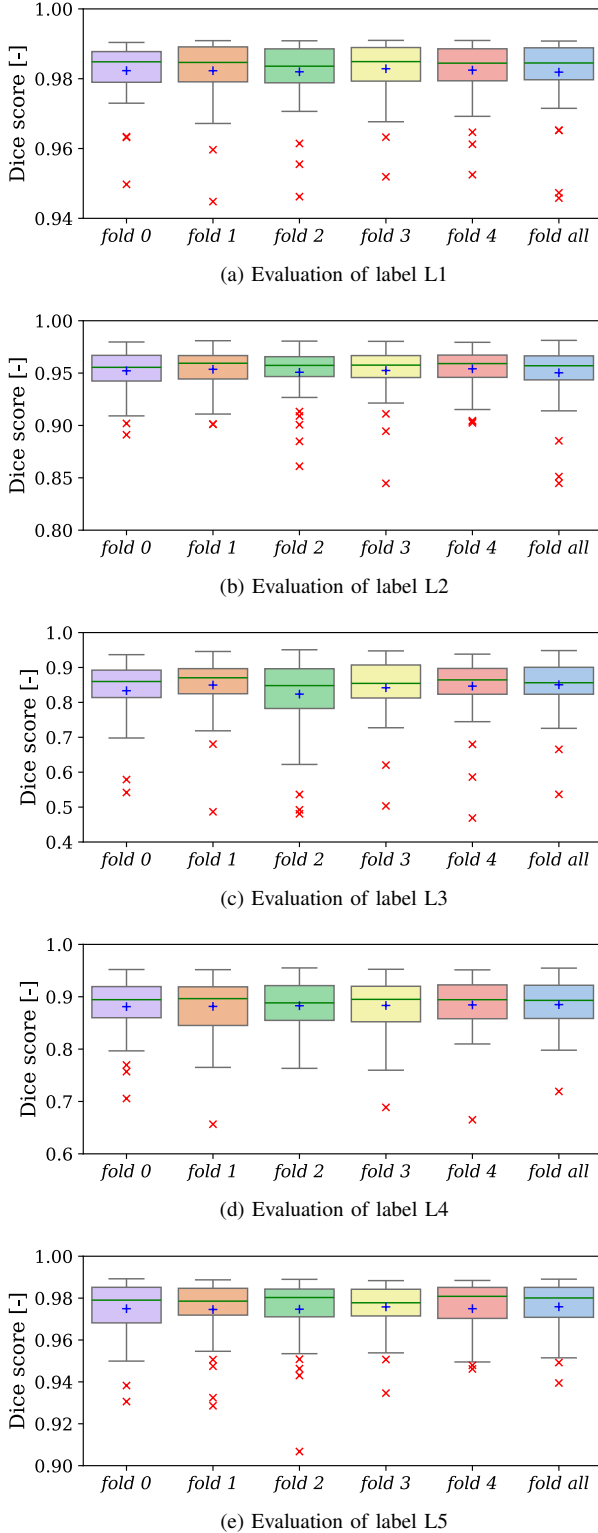 Dice score [-]
1.00
0.98
0.96
0.94
fold 0 fold 1 fold 2 fold 3 fold 4 fold all
(a) Evaluation of label L1
Dice score [-]
1.00
0.95
0.90
0.85
0.80
fold 0 fold 1 fold 2 fold 3 fold 4 fold all
(b) Evaluation of label L2
Dice score [-]
1.0
0.9
0.8
0.7
0.6
0.5
0.4
fold 0 fold 1 fold 2 fold 3 fold 4 fold all
(c) Evaluation of label L3
Dice score [-]
1.0
0.9
0.8
0.7
0.6
fold 0 fold 1 fold 2 fold 3 fold 4 fold all
(d) Evaluation of label L4
Dice score [-]
1.00
0.98
0.96
0.94
0.92
0.90
fold 0 fold 1 fold 2 fold 3 fold 4 fold all
(e) Evaluation of label L5